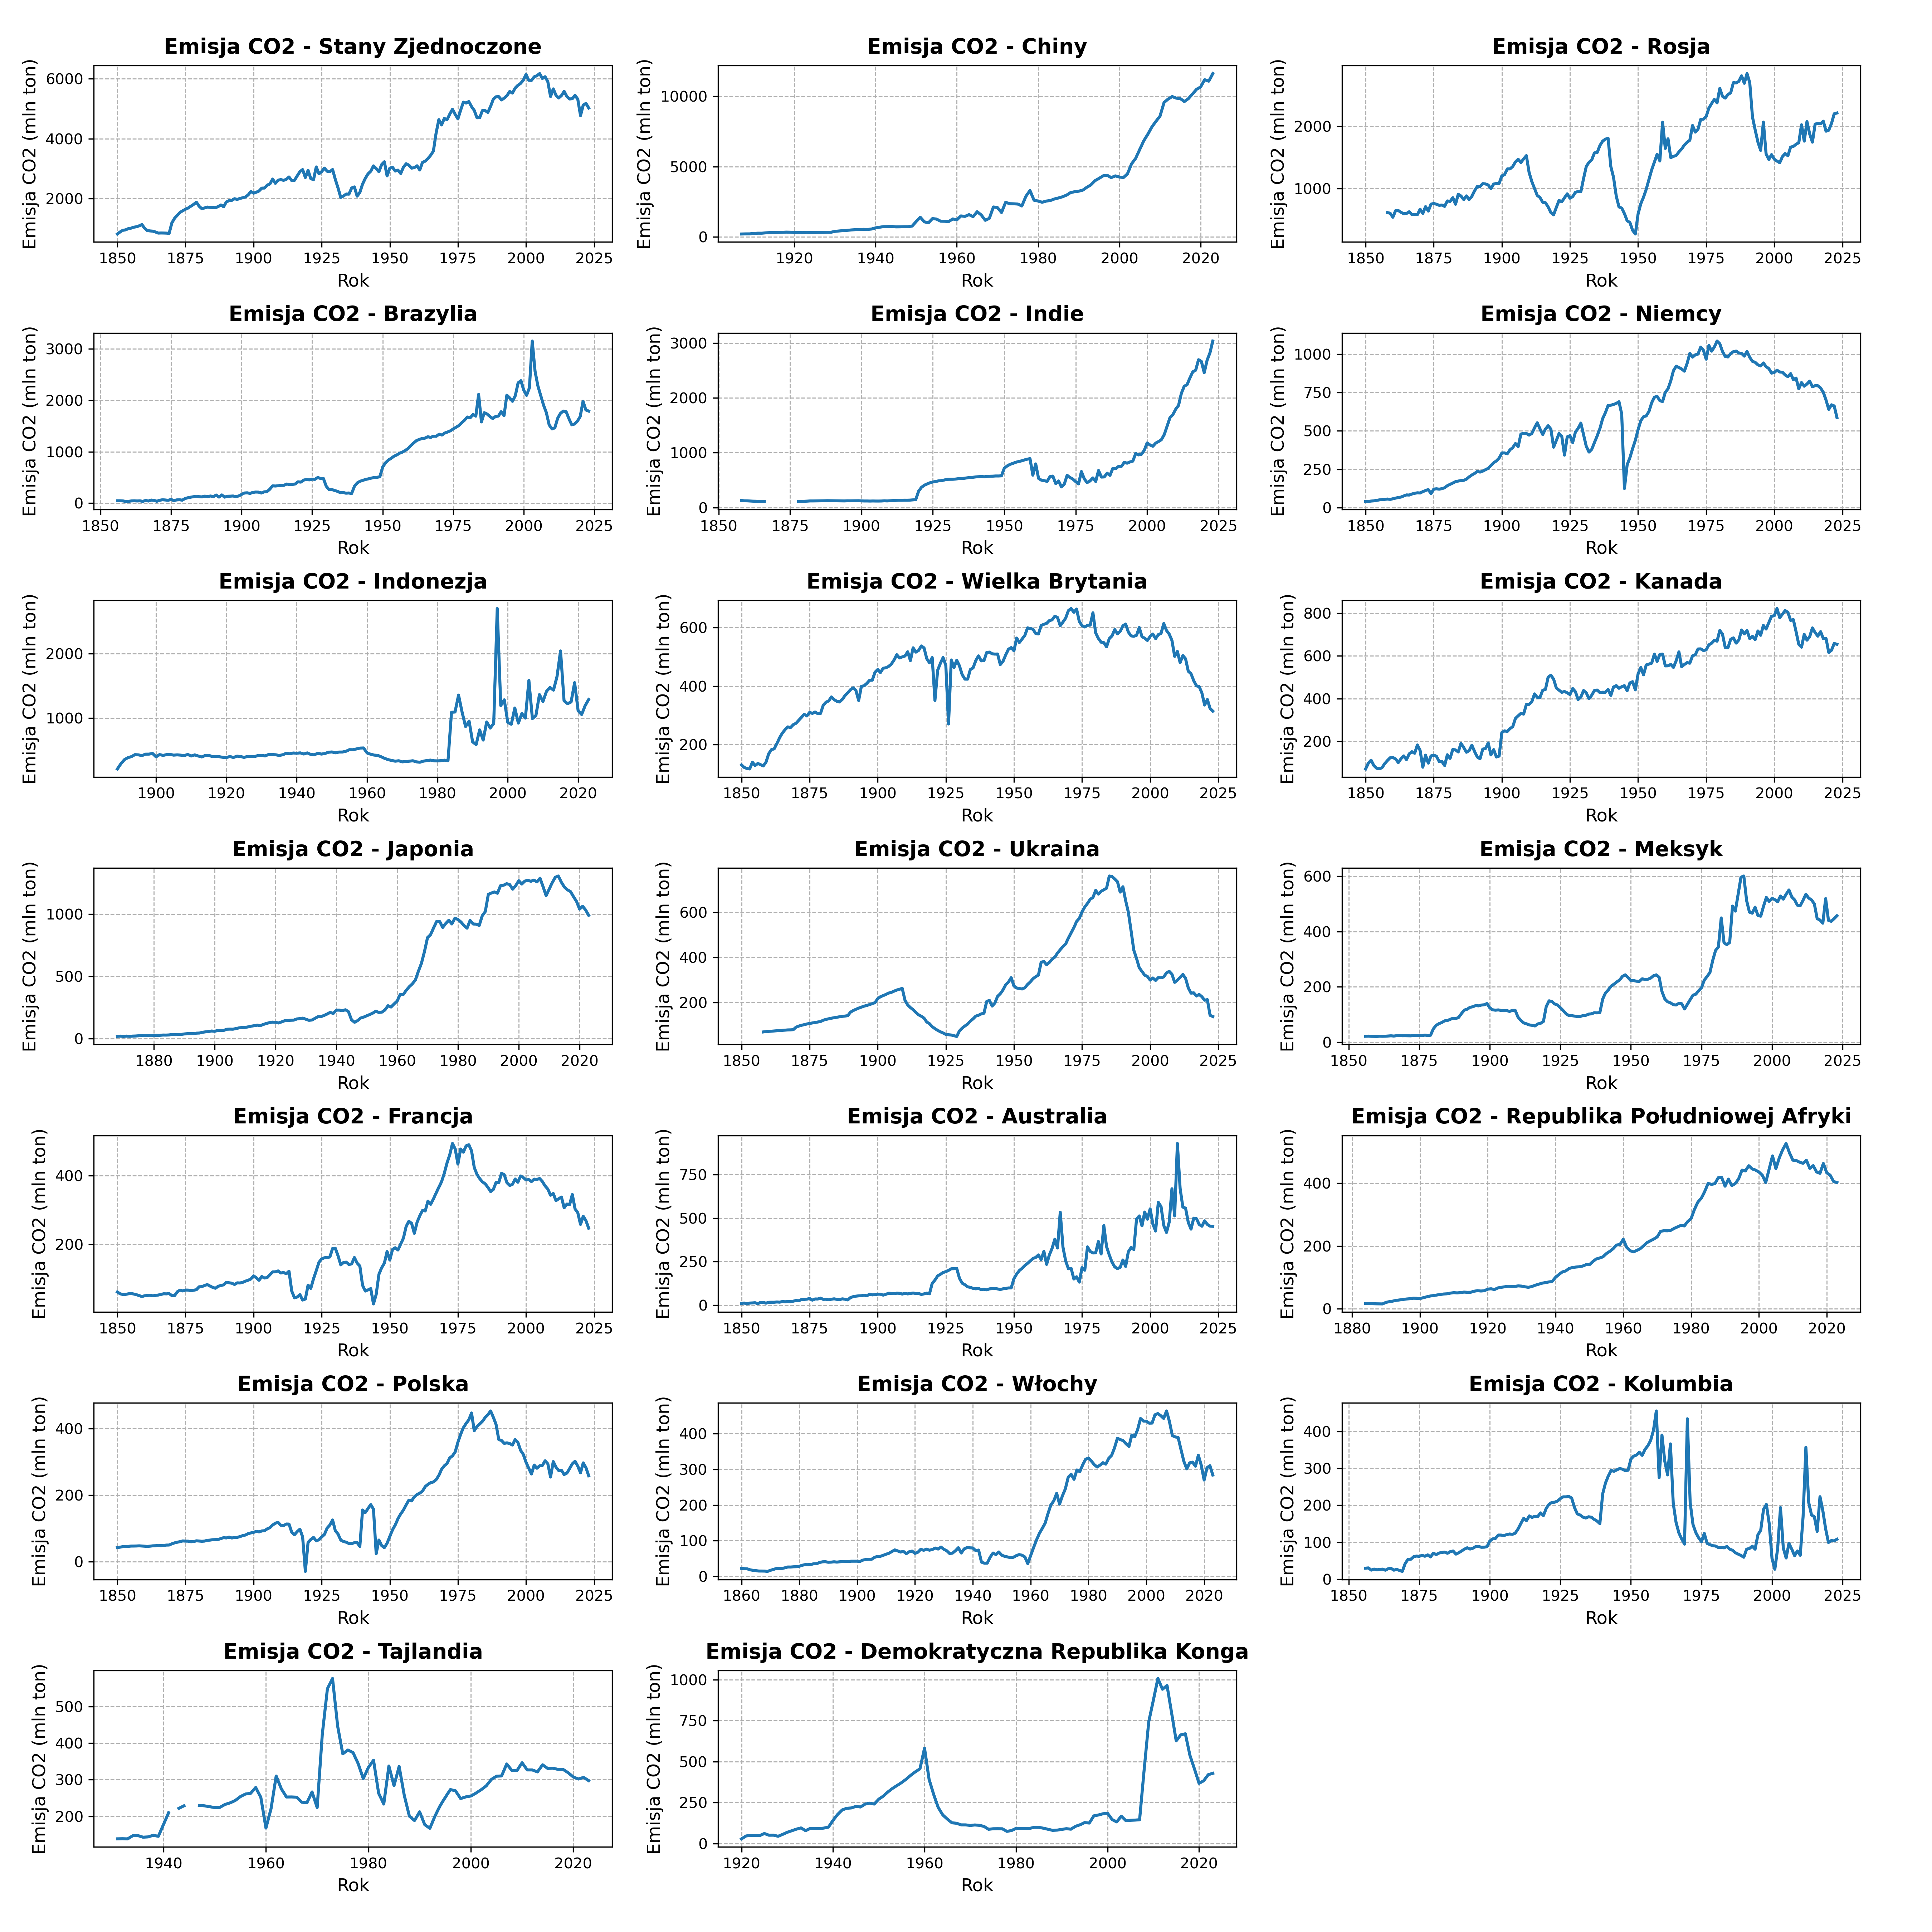 Emisja CO2 - Stany Zjednoczone
Emisja CO2 (mln ton)
6000
4000
2000
1850 1875 1900 1925 1950 1975 2000 2025
Rok
Emisja CO2 - Chiny
Emisja CO2 (mln ton)
10000
5000
0
1920 1940 1960 1980 2000 2020
Rok
Emisja CO2 - Rosja
Emisja CO2 (mln ton)
2000
1000
1850 1875 1900 1925 1950 1975 2000 2025
Rok
Emisja CO2 - Brazylia
Emisja CO2 (mln ton)
3000
2000
1000
0
1850 1875 1900 1925 1950 1975 2000 2025
Rok
Emisja CO2 - Indie
Emisja CO2 (mln ton)
3000
2000
1000
0
1850 1875 1900 1925 1950 1975 2000 2025
Rok
Emisja CO2 - Niemcy
Emisja CO2 (mln ton)
1000
750
500
250
0
1850 1875 1900 1925 1950 1975 2000 2025
Rok
Emisja CO2 - Indonezja
Emisja CO2 (mln ton)
2000
1000
1900 1920 1940 1960 1980 2000 2020
Rok
Emisja CO2 - Wielka Brytania
Emisja CO2 (mln ton)
600
400
200
1850 1875 1900 1925 1950 1975 2000 2025
Rok
Emisja CO2 - Kanada
Emisja CO2 (mln ton)
800
600
400
200
1850 1875 1900 1925 1950 1975 2000 2025
Rok
Emisja CO2 - Japonia
Emisja CO2 (mln ton)
1000
500
0
1880 1900 1920 1940 1960 1980 2000 2020
Rok
Emisja CO2 - Ukraina
Emisja CO2 (mln ton)
600
400
200
1850 1875 1900 1925 1950 1975 2000 2025
Rok
Emisja CO2 - Meksyk
Emisja CO2 (mln ton)
600
400
200
0
1850 1875 1900 1925 1950 1975 2000 2025
Rok
Emisja CO2 - Francja
Emisja CO2 (mln ton)
400
200
1850 1875 1900 1925 1950 1975 2000 2025
Rok
Emisja CO2 - Australia
Emisja CO2 (mln ton)
750
500
250
0
1850 1875 1900 1925 1950 1975 2000 2025
Rok
Emisja CO2 - Republika Południowej Afryki
Emisja CO2 (mln ton)
400
200
0
1880 1900 1920 1940 1960 1980 2000 2020
Rok
Emisja CO2 - Polska
Emisja CO2 (mln ton)
400
200
0
1850 1875 1900 1925 1950 1975 2000 2025
Rok
Emisja CO2 - Włochy
Emisja CO2 (mln ton)
400
300
200
100
0
1860 1880 1900 1920 1940 1960 1980 2000 2020
Rok
Emisja CO2 - Kolumbia
Emisja CO2 (mln ton)
400
300
200
100
0
1850 1875 1900 1925 1950 1975 2000 2025
Rok
Emisja CO2 - Tajlandia
Emisja CO2 (mln ton)
500
400
300
200
1940 1960 1980 2000 2020
Rok
Emisja CO2 - Demokratyczna Republika Konga
Emisja CO2 (mln ton)
1000
750
500
250
0
1920 1940 1960 1980 2000 2020
Rok